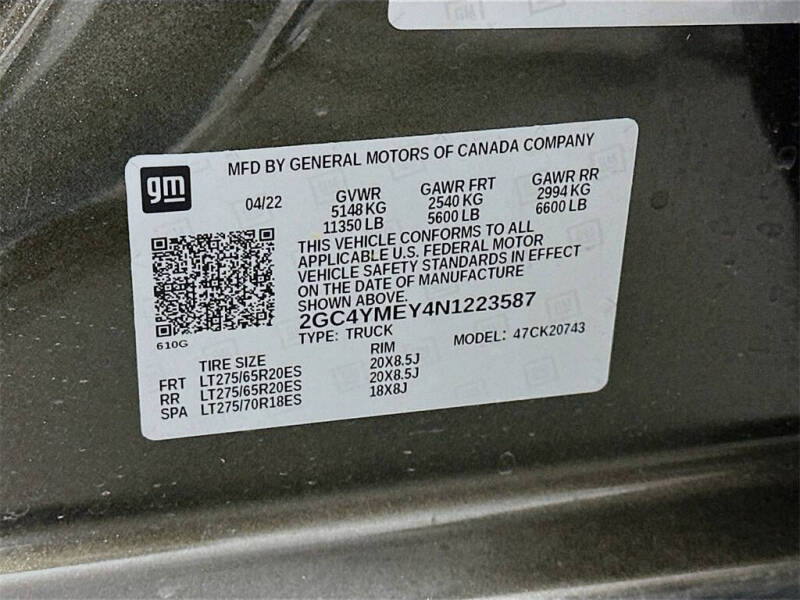 gm
MFD BY GENERAL MOTORS OF CANADA COMPANY
04/22 GVWR GAWR FRT GAWR RR
5148 KG 2540 KG 2994 KG
11350 LB 5600 LB 6600 LB
THIS VEHICLE CONFORMS TO ALL
APPLICABLE U.S. FEDERAL MOTOR
VEHICLE SAFETY STANDARDS IN EFFECT
ON THE DATE OF MANUFACTURE
SHOWN ABOVE.
2GC4YMEY4N1223587
610G
TYPE: TRUCK MODEL: 47CK20743
TIRE SIZE RIM
FRT LT275/65R20ES 20X8.5J
RR LT275/65R20ES 20X8.5J
SPA LT275/70R18ES 18X8J